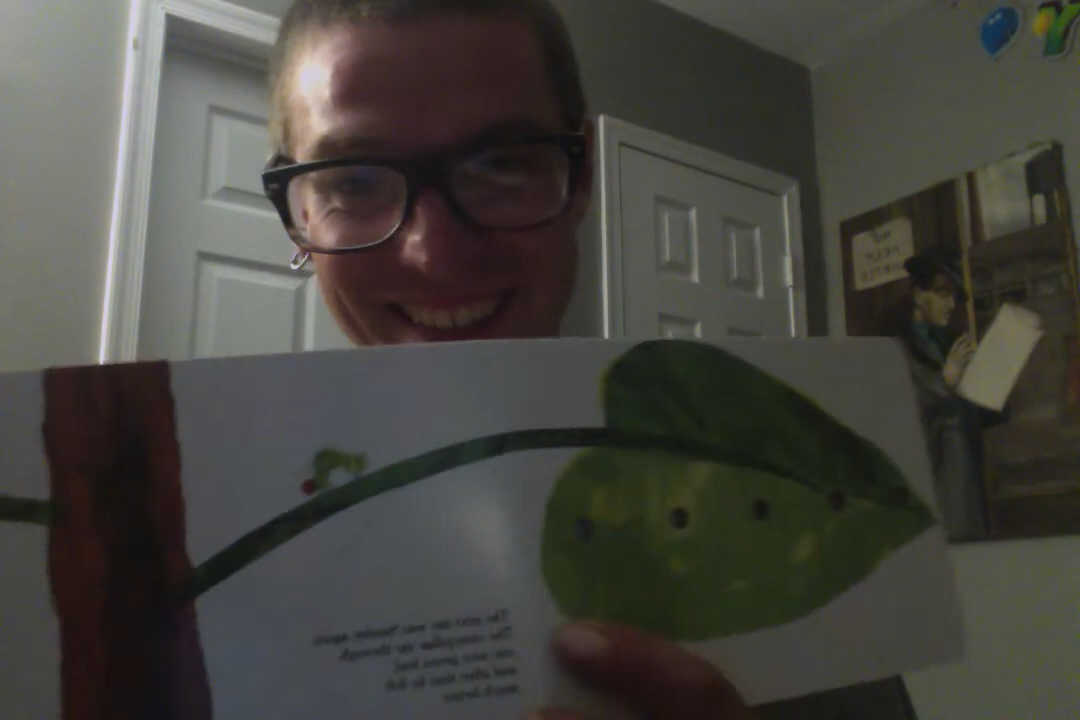 The next day was Sunday again.
The caterpillar ate through
one nice green leaf,
and after that he felt
much better.